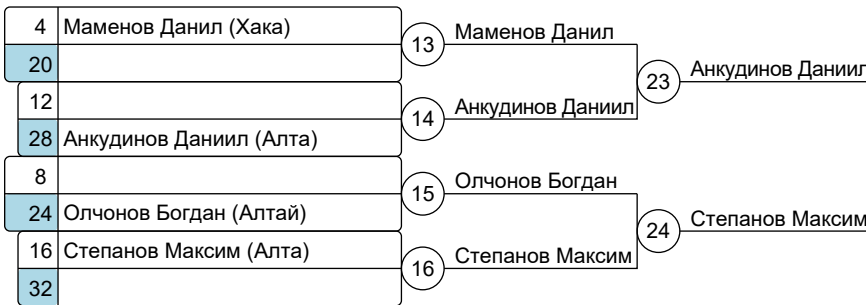 4 Маменов Данил (Хака)
20
12
28 Анкудинов Даниил (Алта)
8
24 Олчонов Богдан (Алтай)
16 Степанов Максим (Алта)
32
13 Маменов Данил
14 Анкудинов Даниил
15 Олчонов Богдан
16 Степанов Максим
23 Анкудинов Даниил
24 Степанов Максим